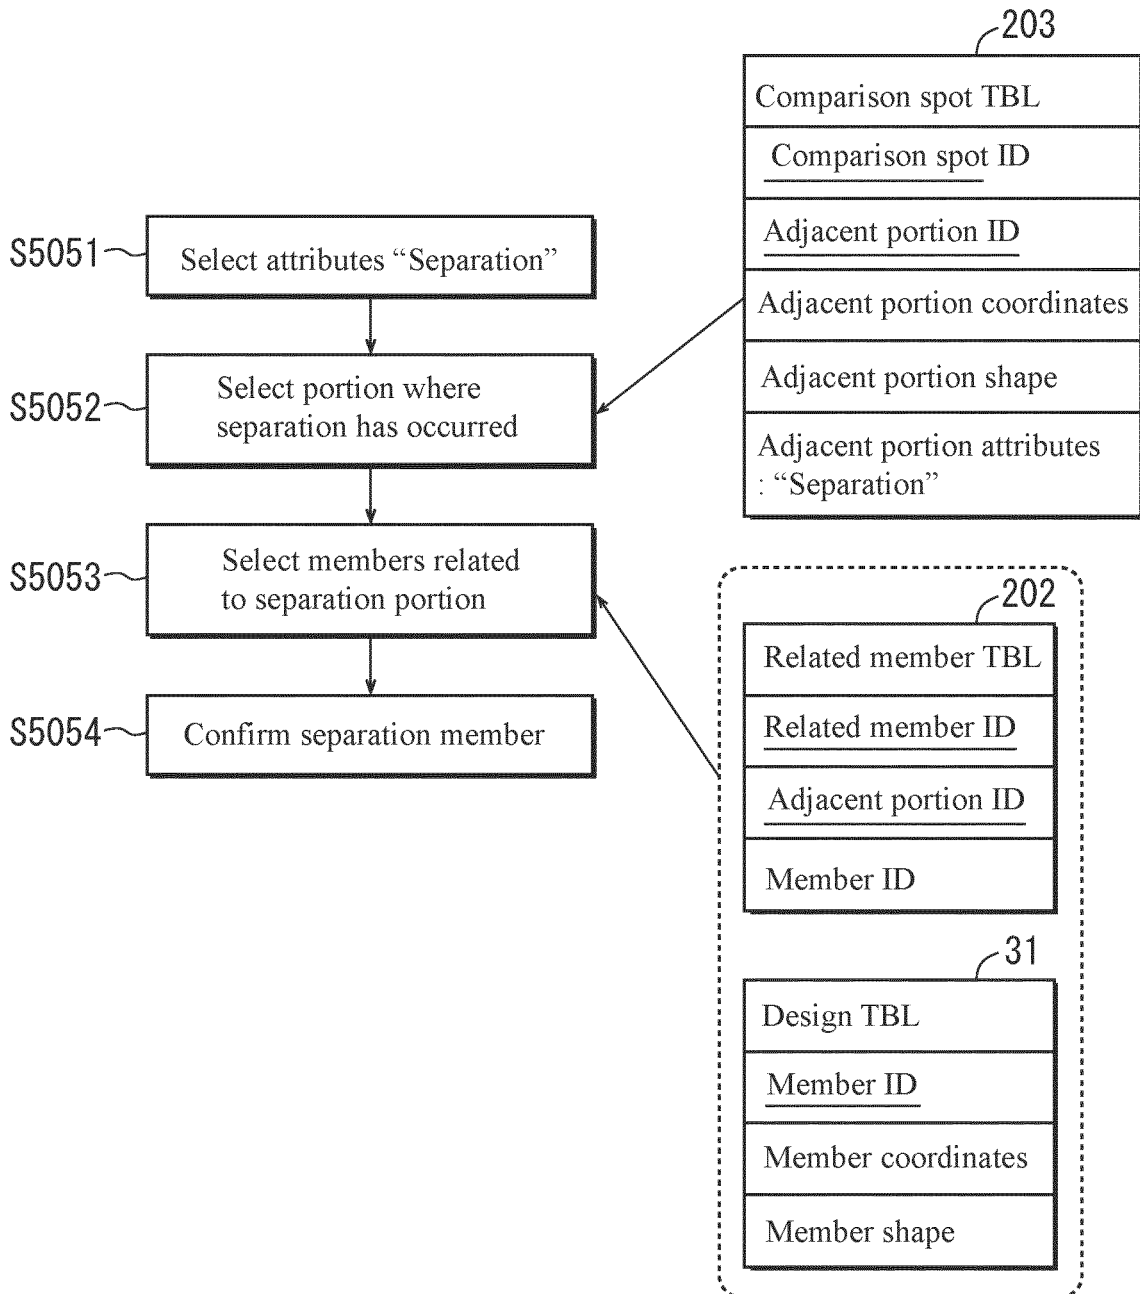 S5051
Select attributes “Separation”
S5052
Select portion where
separation has occurred
S5053
Select members related
to separation portion
S5054
Confirm separation member
203
Comparison spot TBL
Comparison spot ID
Adjacent portion ID
Adjacent portion coordinates
Adjacent portion shape
Adjacent portion attributes
: “Separation”
202
Related member TBL
Related member ID
Adjacent portion ID
Member ID
31
Design TBL
Member ID
Member coordinates
Member shape